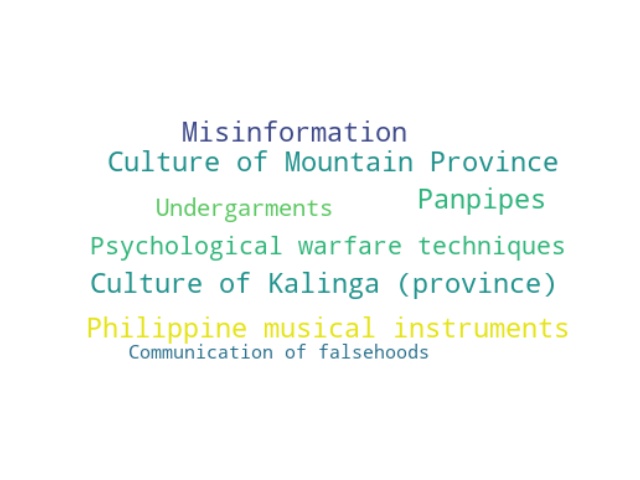 Misinformation
Culture of Mountain Province
Panpipes
Undergarments
Psychological warfare techniques
Culture of Kalinga (province)
Philippine musical instruments
Communication of falsehoods